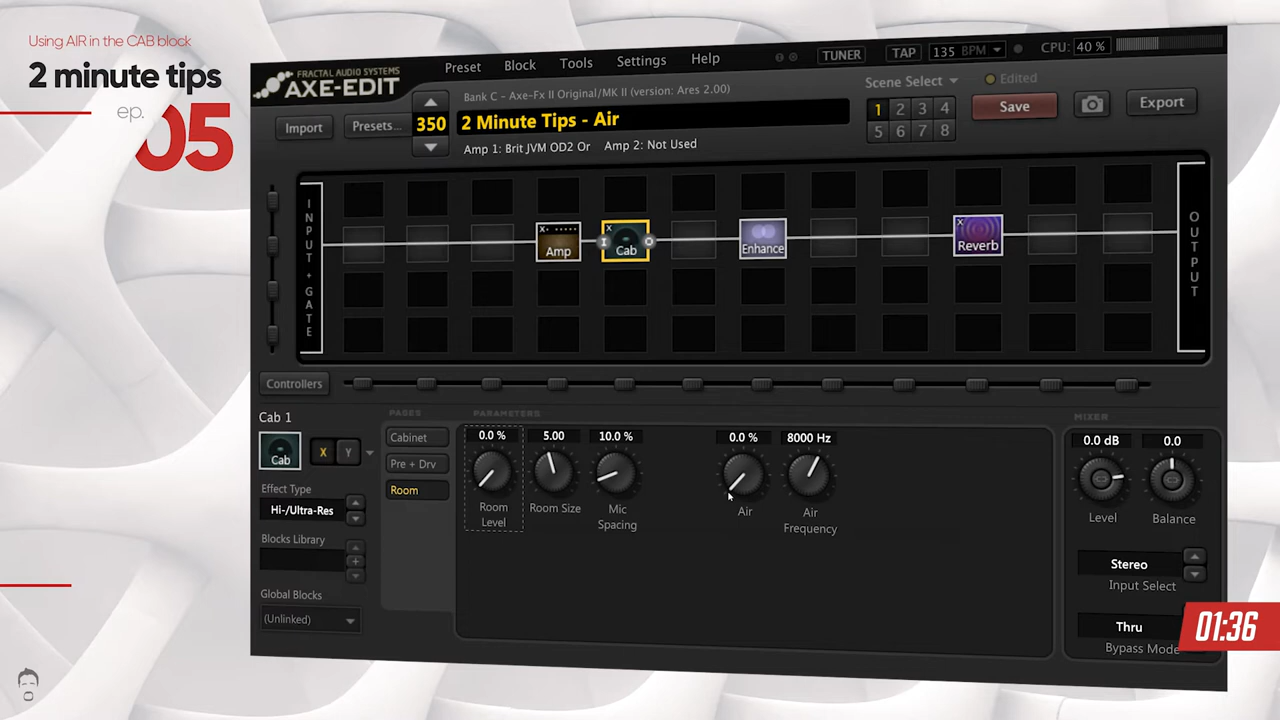 Using AIR in the CAB block
2 minute tips
ep. 05
FRACTAL AUDIO SYSTEMS
AXE-EDIT
Preset Block Tools Settings Help
TUNER TAP 135 BPM CPU: 40 %
Import Presets... 350
Bank C - Axe-Fx II Original/MK II (version: Ares 2.00)
2 Minute Tips - Air
Amp 1: Brit JVM OD2 Or Amp 2: Not Used
Scene Select Edited
1 2 3 4
5 6 7 8
Save Export
INPUT + GATE
X Amp
X Cab
I O
Enhance
X Reverb
OUTPUT
Controllers
Cab 1
Cab
X Y
Effect Type
Hi-/Ultra-Res
Blocks Library
Global Blocks
(Unlinked)
PAGES
Cabinet
Pre + Drv
Room
PARAMETERS
0.0 % 5.00 10.0 % 0.0 % 8000 Hz
Room Level
Room Size
Mic Spacing
Air
Air Frequency
MIXER
0.0 dB 0.0
Level Balance
Stereo
Input Select
Thru
Bypass Mode
01:36